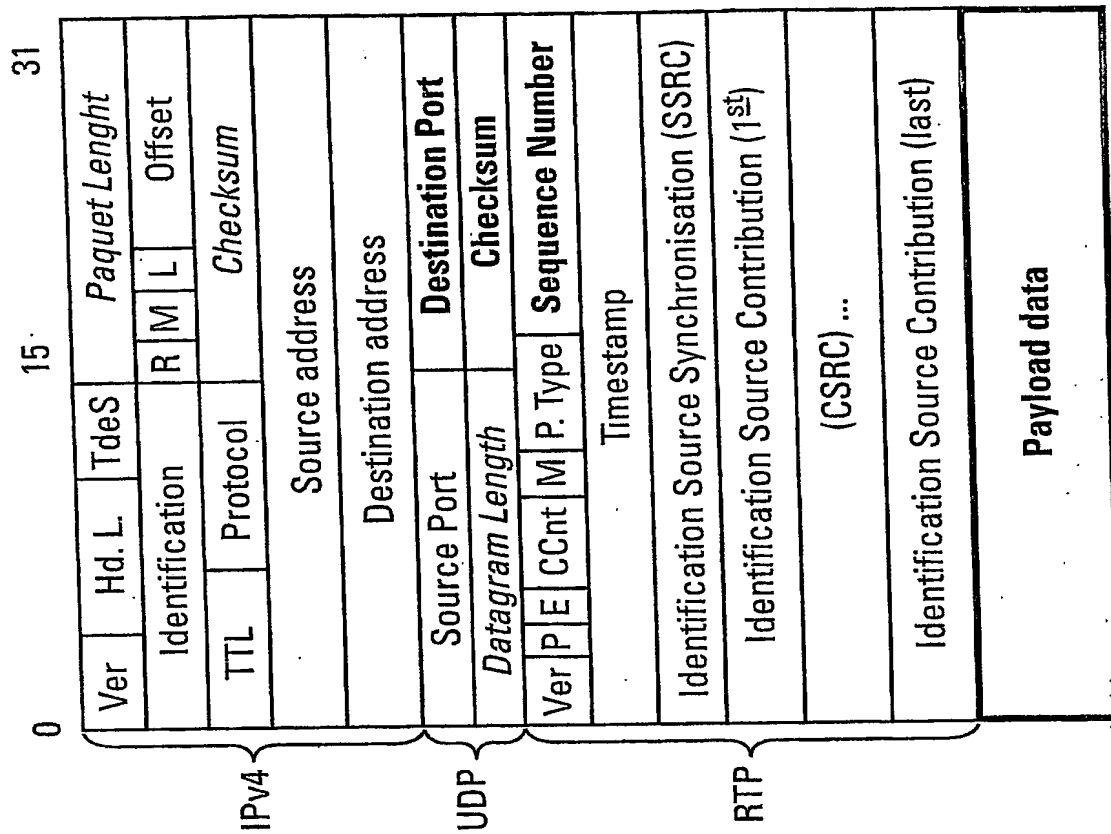 0 15 31
Ver Hd. L. TdeS Paquet Lenght
Identification R M L Offset
TTL Protocol Checksum
Source address
Destination address
IPv4
Source Port Destination Port
Datagram Length Checksum
UDP
Ver P E CCnt M P. Type Sequence Number
Timestamp
Identification Source Synchronisation (SSRC)
Identification Source Contribution (1st)
(CSRC) ...
Identification Source Contribution (last)
RTP
Payload data